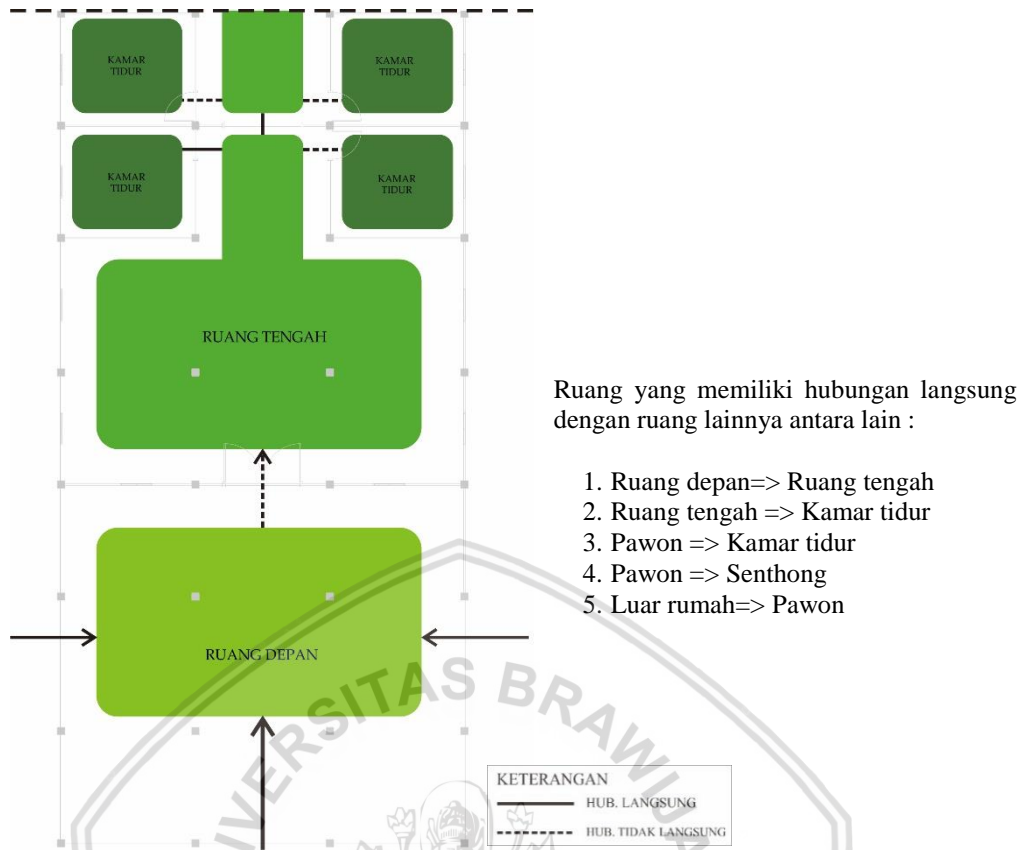 KAMAR
TIDUR
KAMAR
TIDUR
KAMAR
TIDUR
KAMAR
TIDUR
RUANG TENGAH
RUANG DEPAN
Ruang yang memiliki hubungan langsung
dengan ruang lainnya antara lain :
1. Ruang depan=> Ruang tengah
2. Ruang tengah => Kamar tidur
3. Pawon => Kamar tidur
4. Pawon => Senthong
5. Luar rumah=> Pawon
KETERANGAN
HUB. LANGSUNG
HUB. TIDAK LANGSUNG